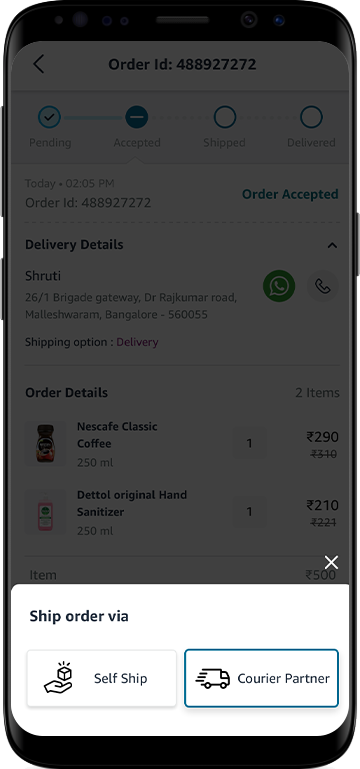 Order Id: 488927272
Pending Accepted Shipped Delivered
Today • 02:05 PM
Order Id: 488927272
Order Accepted
Delivery Details
Shruti
26/1 Brigade gateway, Dr Rajkumar road,
Malleshwaram, Bangalore - 560055
Shipping option : Delivery
Order Details 2 Items
Nescafe Classic
Coffee
250 ml
1
₹290
₹310
Dettol original Hand
Sanitizer
250 ml
1
₹210
₹221
Item ₹500
Ship order via
Self Ship
Courier Partner